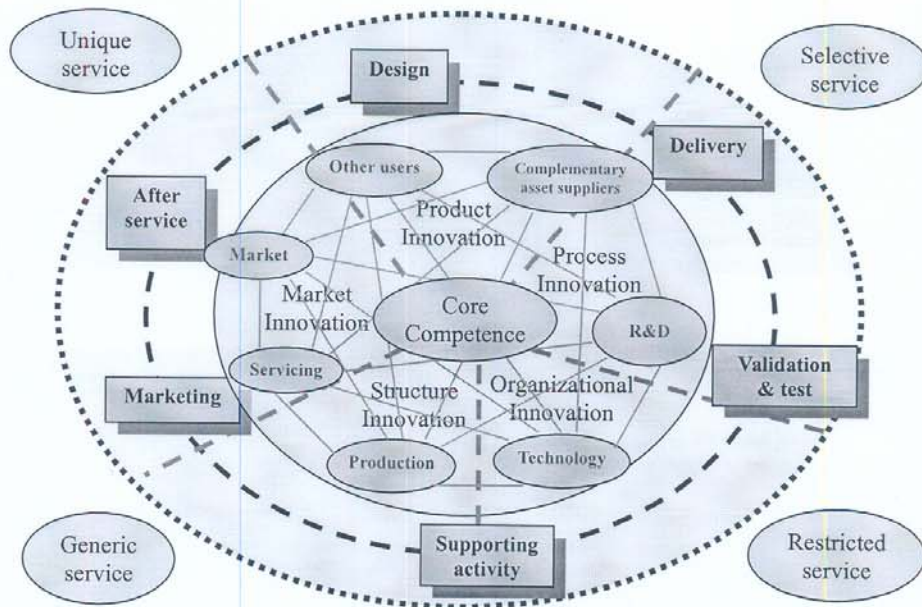 Unique
service
Design
Selective
service
Delivery
Other users
Complementary
asset suppliers
After
service
Product
Innovation
Market
Process
Innovation
Market
Innovation
Core
Competence
R&D
Servicing
Validation
& test
Marketing
Structure
Innovation
Organizational
Innovation
Production
Technology
Generic
service
Supporting
activity
Restricted
service